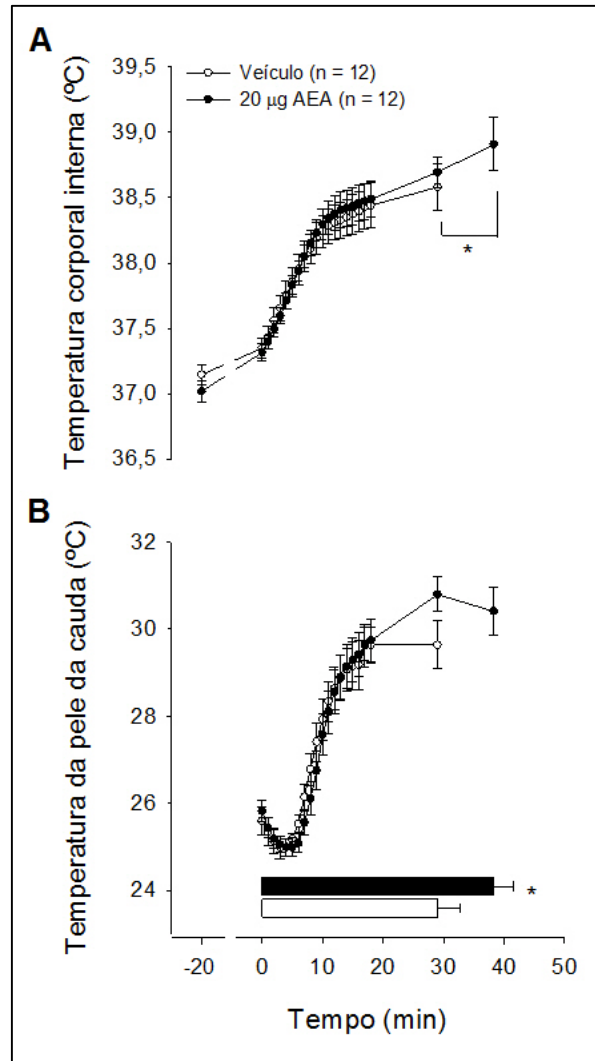 A
Temperatura corporal interna (ºC)
39,5
39,0
38,5
38,0
37,5
37,0
36,5
Veículo (n = 12)
20 µg AEA (n = 12)
*
B
Temperatura da pele da cauda (ºC)
32
30
28
26
24
*
-20 0 10 20 30 40 50
Tempo (min)